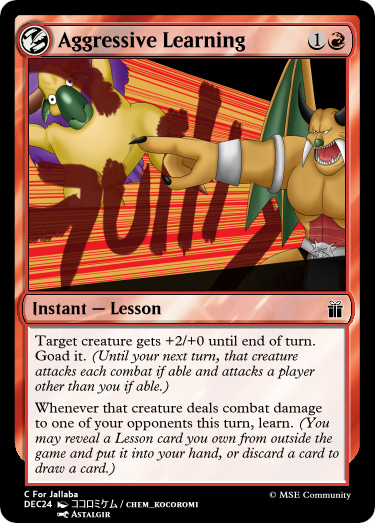 Aggressive Learning
1
Instant — Lesson
Target creature gets +2/+0 until end of turn.
Goad it. (Until your next turn, that creature
attacks each combat if able and attacks a player
other than you if able.)
Whenever that creature deals combat damage
to one of your opponents this turn, learn. (You
may reveal a Lesson card you own from outside the
game and put it into your hand, or discard a card
to draw a card.)
C For Jallaba
DEC24 ココロミケム / CHEM_KOCOROMI
ASTALGIR
© MSE Community